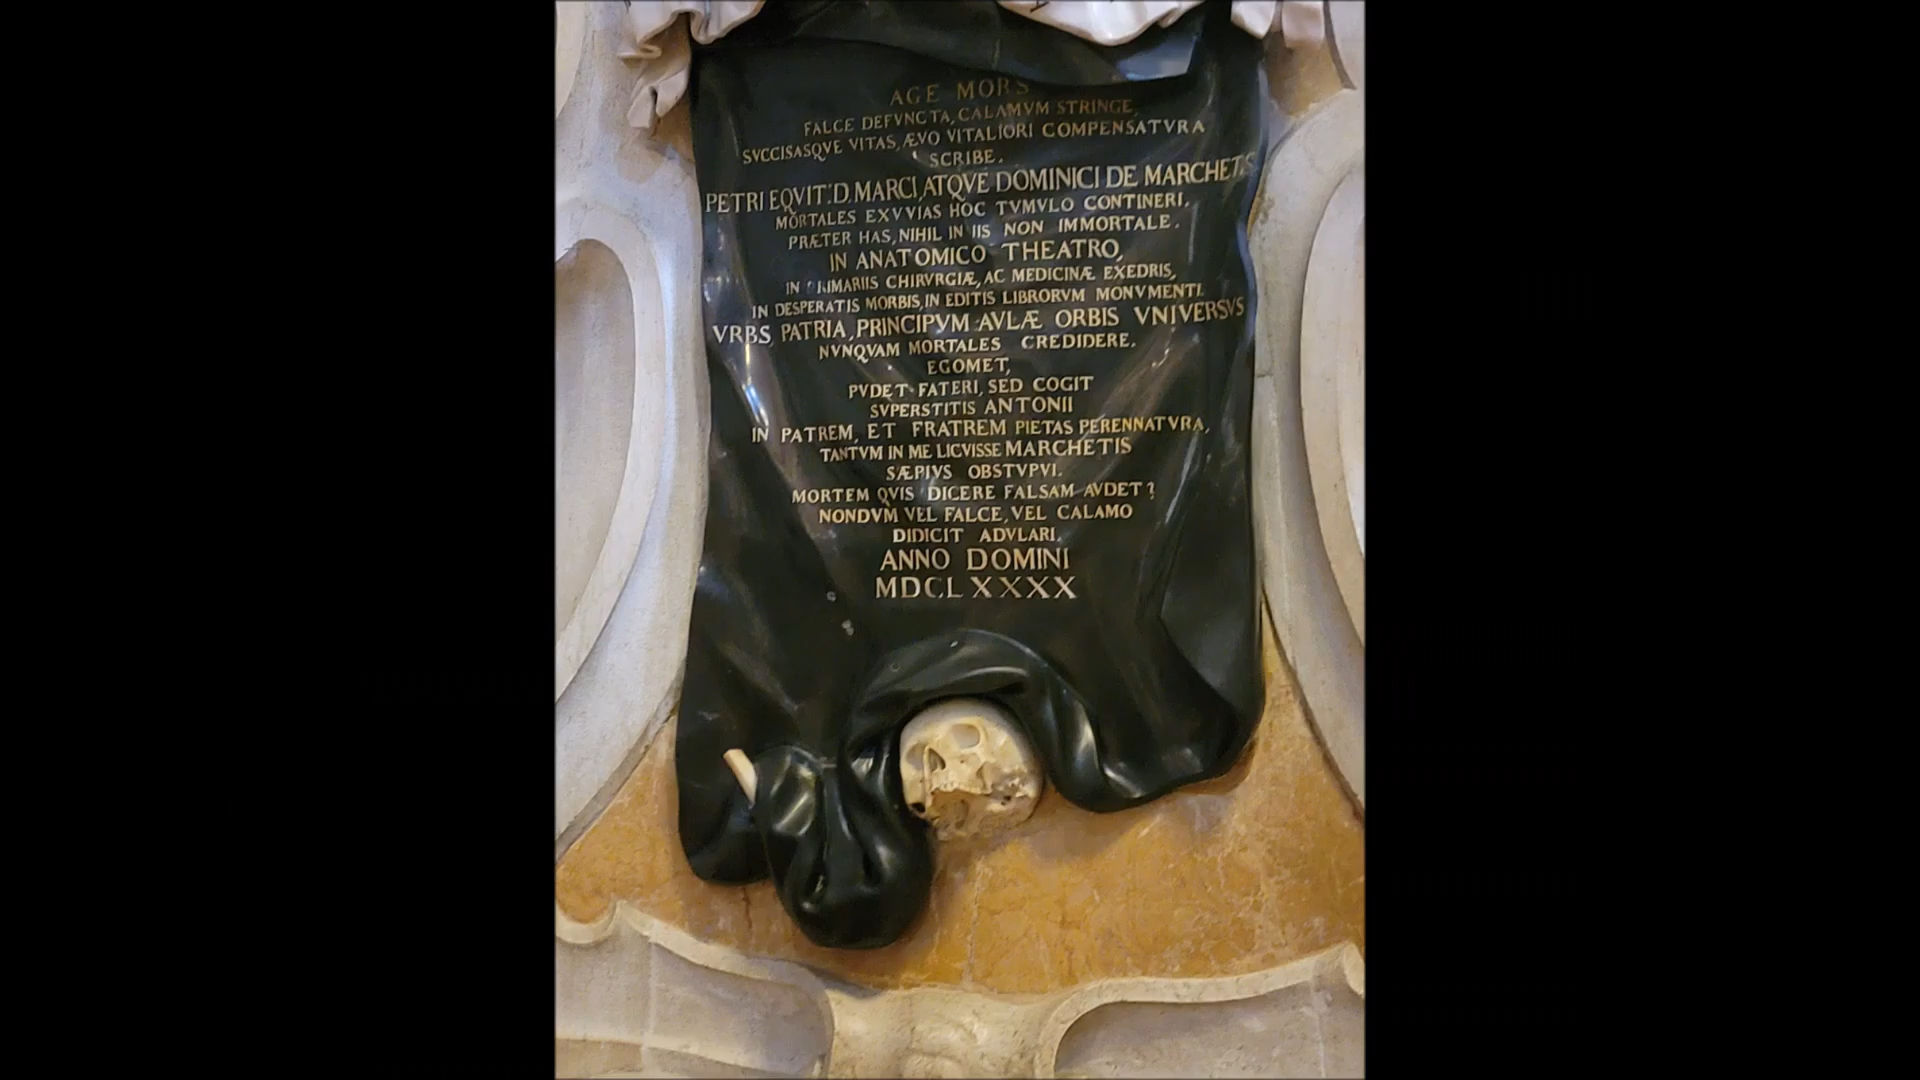 AGE MORS
FALCE DEFVNCTA, CALAMVM STRINGE,
SVCCISASQVE VITAS, ÆVO VITALIORI COMPENSATVRA
SCRIBE.
PETRI EQVIT: D. MARCI, ATQVE DOMINICI DE MARCHETIS
MORTALES EXVVIAS HOC TVMVLO CONTINERI.
PRÆTER HAS, NIHIL IN IIS NON IMMORTALE.
IN ANATOMICO THEATRO,
IN PRIMARIIS CHIRVRGIÆ, AC MEDICINÆ EXEDRIS,
IN DESPERATIS MORBIS, IN EDITIS LIBRORVM MONVMENTI.
VRBS, PATRIA, PRINCIPVM AVLÆ ORBIS VNIVERSVS
NVNQVAM MORTALES CREDIDERE.
EGOMET,
PVDET FATERI, SED COGIT
SVPERSTITIS ANTONII
IN PATREM, ET FRATREM PIETAS PERENNATVRA,
TANTVM IN ME LICVISSE MARCHETIS
SÆPIVS OBSTVPVI.
MORTEM QVIS DICERE FALSAM AVDET?
NONDVM VEL FALCE, VEL CALAMO
DIDICIT ADVLARI.
ANNO DOMINI
MDCLXXXX